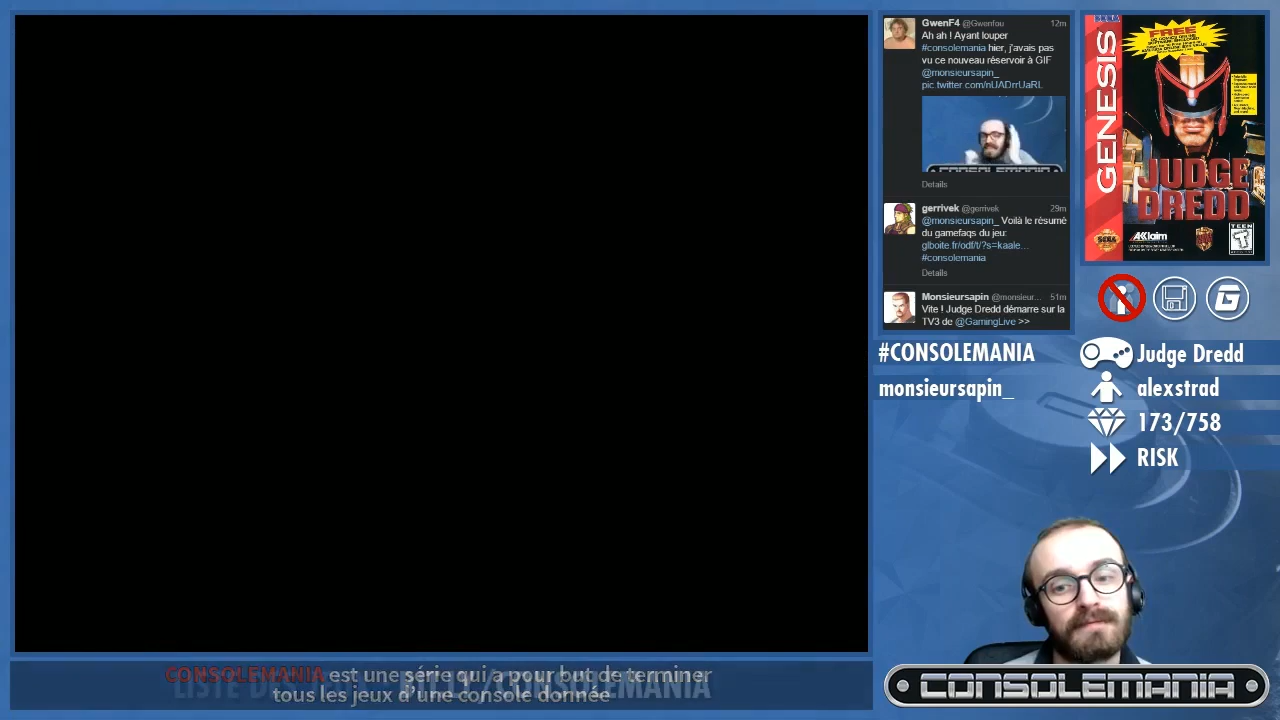 GwenF4 @Gwenfou 12m
Ah ah ! Ayant louper
#consolemania hier, j'avais pas
vu ce nouveau réservoir à GIF
@monsieursapin_
pic.twitter.com/nUADrrUaRL
CONSOLEMANIA
Details
gerrivek @gerrivek 29m
@monsieursapin_ Voilà le résumé
du gamefaqs du jeu:
glboite.fr/odf/t/?s=kaale...
#consolemania
Details
Monsieursapin @monsieur... 51m
Vite ! Judge Dredd démarre sur la
TV3 de @GamingLive >>
GENESIS
FREE
JUDGE
DREDD
SEGA
Akklaim
TEEN
T
G
#CONSOLEMANIA
monsieursapin_
Judge Dredd
alexstrad
173/758
RISK
CONSOLEMANIA est une série qui a pour but de terminer
tous les jeux d'une console donnée
CONSOLEMANIA